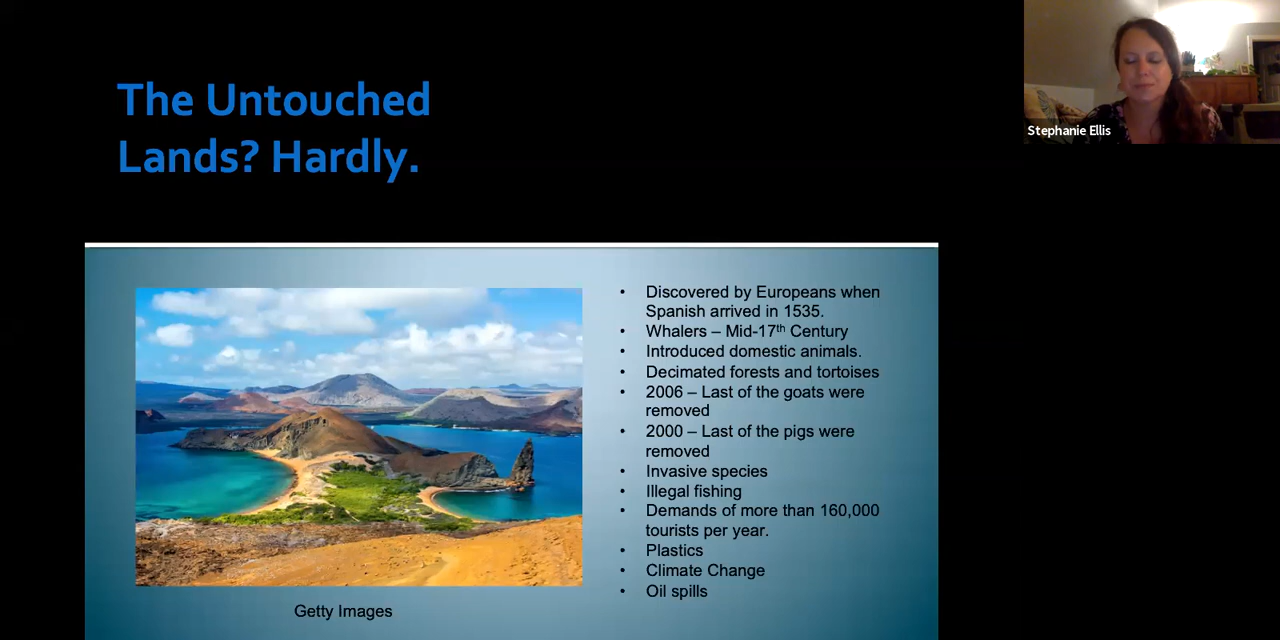 The Untouched
Lands? Hardly.
Stephanie Ellis
• Discovered by Europeans when
Spanish arrived in 1535.
• Whalers – Mid-17th Century
• Introduced domestic animals.
• Decimated forests and tortoises
• 2006 – Last of the goats were
removed
• 2000 – Last of the pigs were
removed
• Invasive species
• Illegal fishing
• Demands of more than 160,000
tourists per year.
• Plastics
• Climate Change
• Oil spills
Getty Images